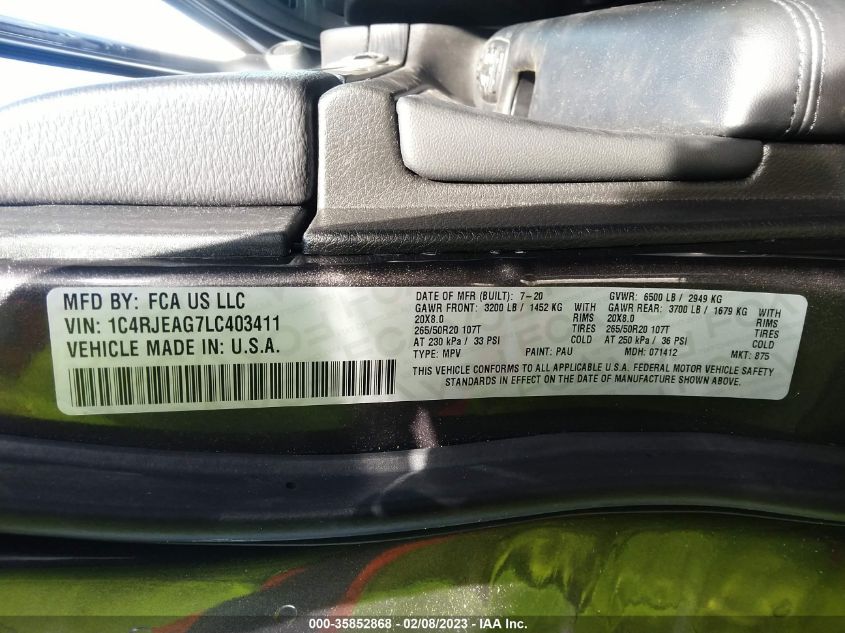 MFD BY: FCA US LLC
VIN: 1C4RJEAG7LC403411
VEHICLE MADE IN: U.S.A.
DATE OF MFR (BUILT): 7-20
GVWR: 6500 LB / 2949 KG
GAWR FRONT: 3200 LB / 1452 KG WITH
20X8.0 RIMS
265/50R20 107T TIRES
AT 230 kPa / 33 PSI COLD
GAWR REAR: 3700 LB / 1679 KG WITH
20X8.0 RIMS
265/50R20 107T TIRES
AT 250 kPa / 36 PSI COLD
TYPE: MPV PAINT: PAU MDH: 071412 MKT: 875
THIS VEHICLE CONFORMS TO ALL APPLICABLE U.S.A. FEDERAL MOTOR VEHICLE SAFETY
STANDARDS IN EFFECT ON THE DATE OF MANUFACTURE SHOWN ABOVE.
000-35852868 - 02/08/2023 - www.iaai.com